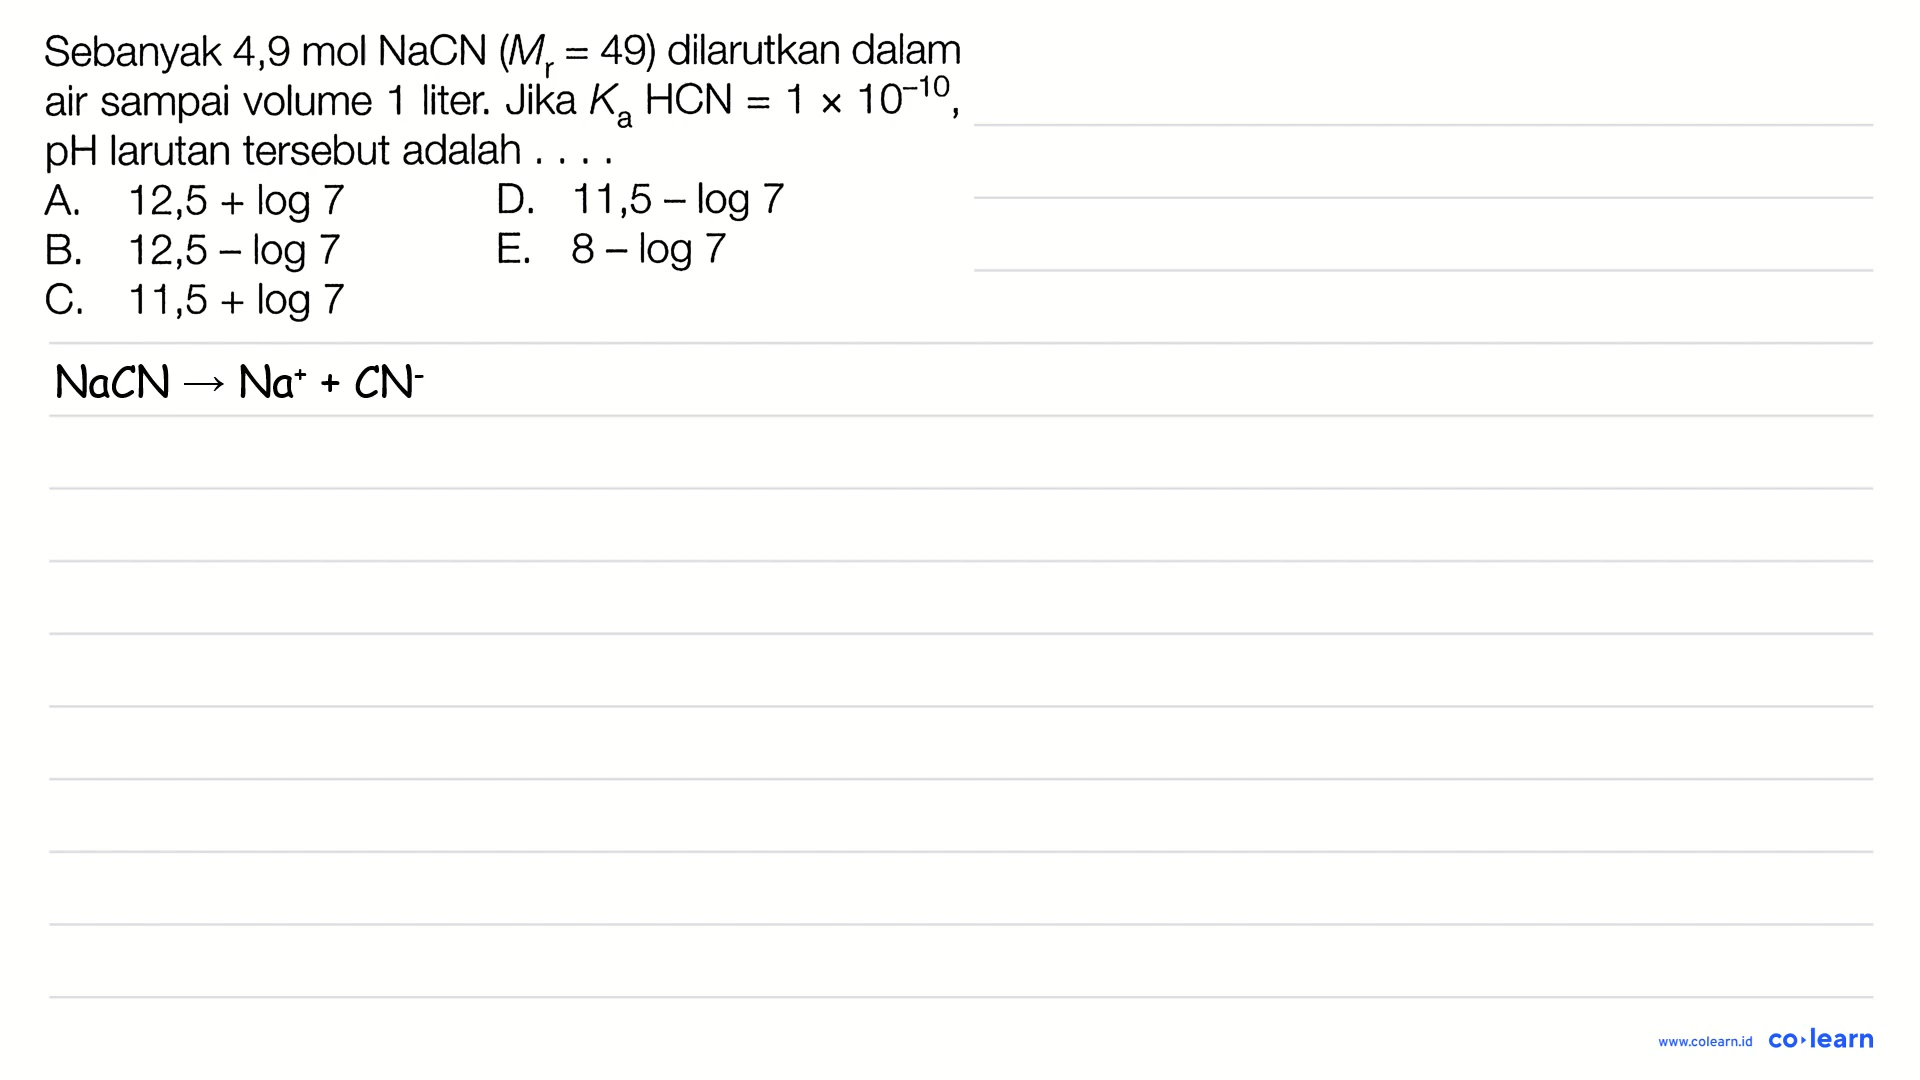 Sebanyak 4,9 mol NaCN (Mᵣ = 49) dilarutkan dalam
air sampai volume 1 liter. Jika Kₐ HCN = 1 × 10⁻¹⁰,
pH larutan tersebut adalah . . . .
A. 12,5 + log 7 D. 11,5 – log 7
B. 12,5 – log 7 E. 8 – log 7
C. 11,5 + log 7
NaCN → Na⁺ + CN⁻
www.colearn.id co·learn